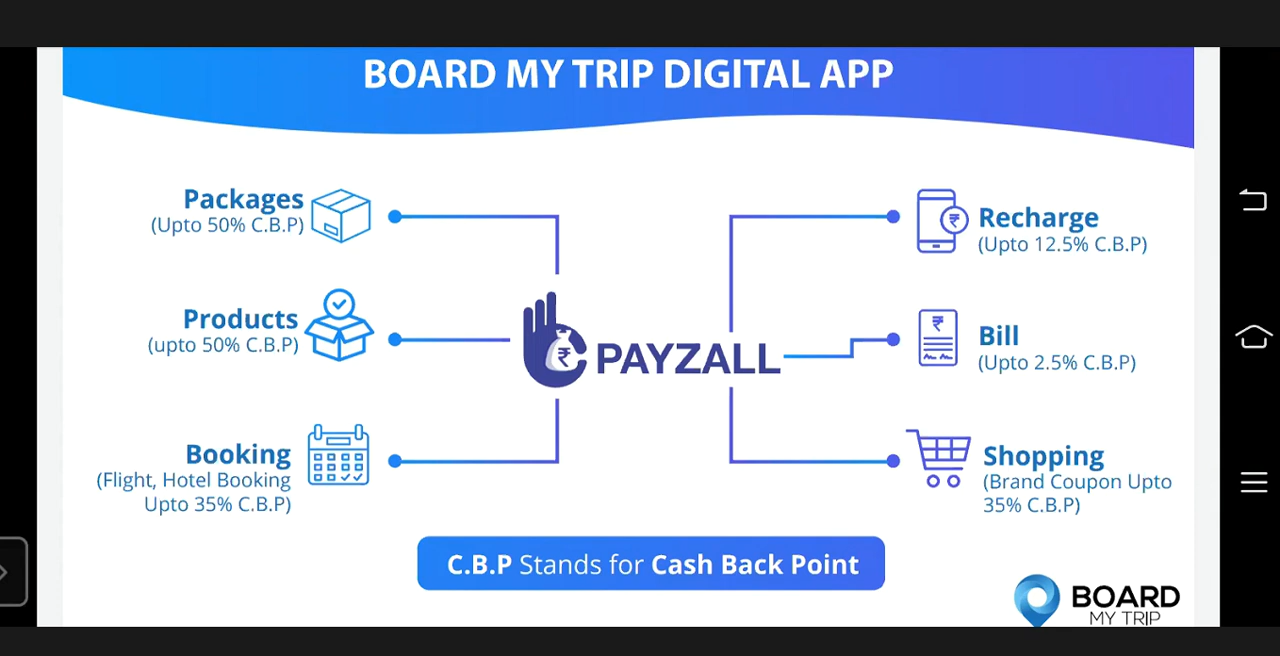 BOARD MY TRIP DIGITAL APP
Packages
(Upto 50% C.B.P)
Products
(upto 50% C.B.P)
Booking
(Flight, Hotel Booking
Upto 35% C.B.P)
PAYZALL
Recharge
(Upto 12.5% C.B.P)
Bill
(Upto 2.5% C.B.P)
Shopping
(Brand Coupon Upto
35% C.B.P)
C.B.P Stands for Cash Back Point
BOARD
MY TRIP